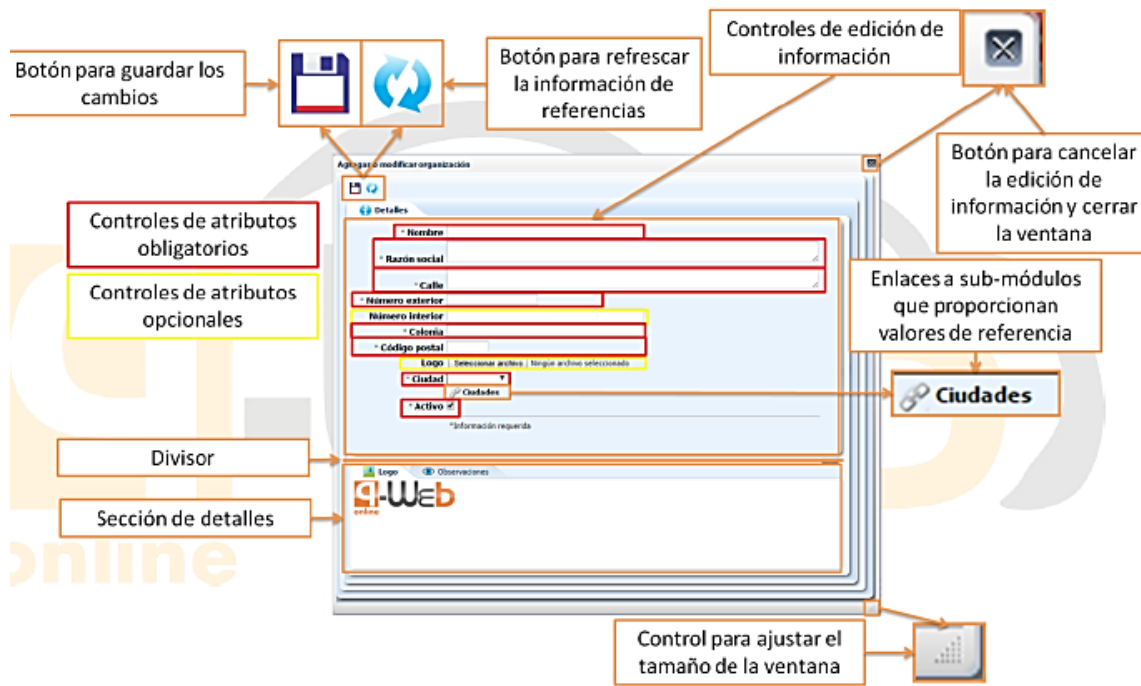 Botón para guardar los
cambios
Botón para refrescar
la información de
referencias
Controles de edición de
información
Botón para cancelar
la edición de
información y cerrar
la ventana
Agregar o modificar organización
Detalles
Controles de atributos
obligatorios
Controles de atributos
opcionales
* Nombre
* Razón social
* Calle
* Número exterior
Número interior
* Colonia
* Código postal
Logo Seleccionar archivo Ningún archivo seleccionado
* Ciudad
Ciudades
* Activo
*Información requerida
Enlaces a sub-módulos
que proporcionan
valores de referencia
Ciudades
Divisor
Sección de detalles
Logo Observaciones
q-Web
online
online
Control para ajustar el
tamaño de la ventana